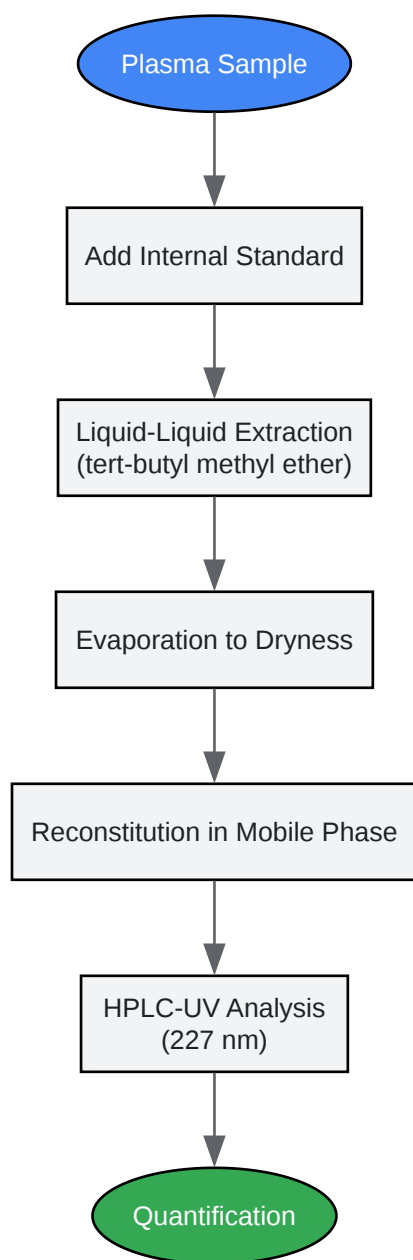 Plasma Sample
Add Internal Standard
Liquid-Liquid Extraction
(tert-butyl methyl ether)
Evaporation to Dryness
Reconstitution in Mobile Phase
HPLC-UV Analysis
(227 nm)
Quantification